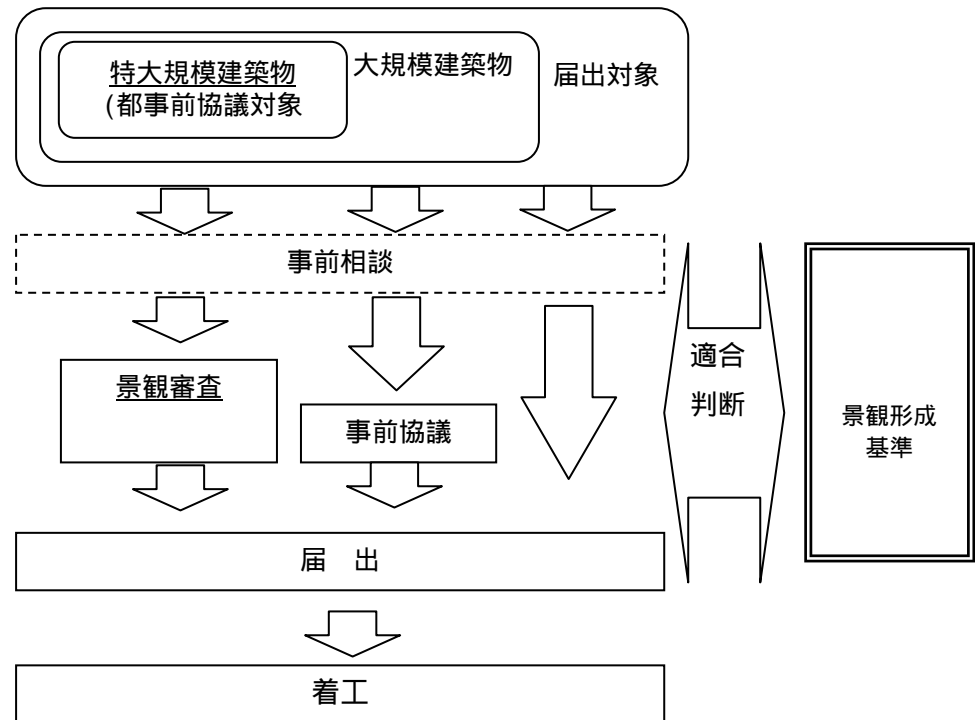 特大規模建築物
(都事前協議対象
大規模建築物
届出対象
事前相談
景観審査
事前協議
適合
判断
景観形成
基準
届　出
着工